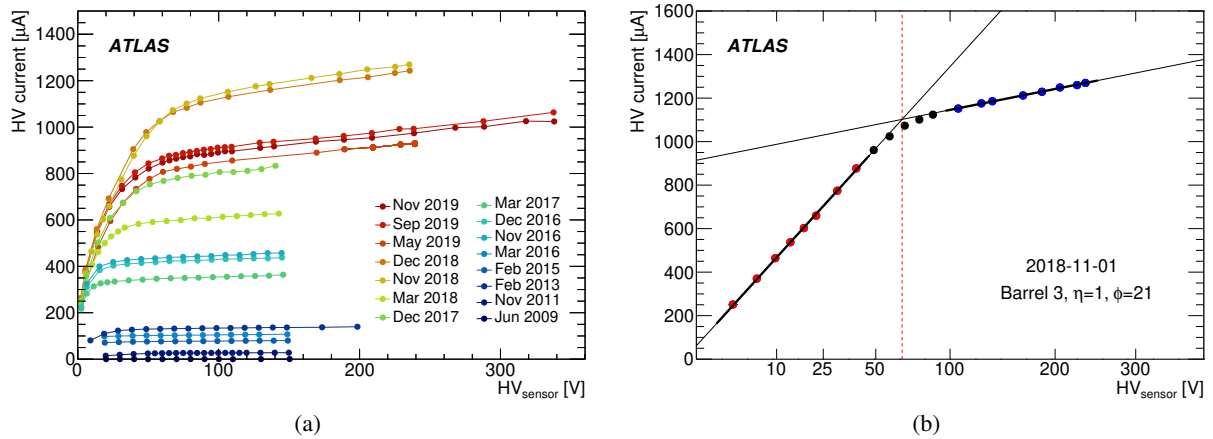 HV current [µA]
1400
1200
1000
800
600
400
200
0
ATLAS
Nov 2019
Sep 2019
May 2019
Dec 2018
Nov 2018
Mar 2018
Dec 2017
Mar 2017
Dec 2016
Nov 2016
Mar 2016
Feb 2015
Feb 2013
Nov 2011
Jun 2009
0 100 200 300
HVsensor [V]
(a)
HV current [µA]
1600
1400
1200
1000
800
600
400
200
0
ATLAS
2018-11-01
Barrel 3, η=1, ϕ=21
10 25 50 100 200 300
HVsensor [V]
(b)